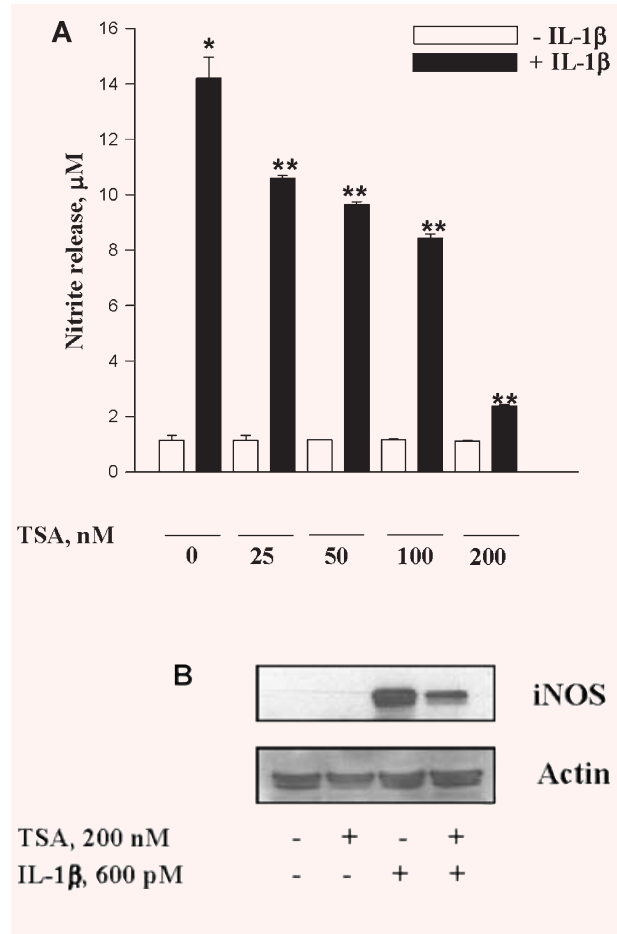 A
16
- IL-1β
+ IL-1β
14
12
10
8
6
4
2
0
Nitrite release, µM
*
**
**
**
**
TSA, nM
0 25 50 100 200
B
iNOS
Actin
TSA, 200 nM - + - +
IL-1β, 600 pM - - + +